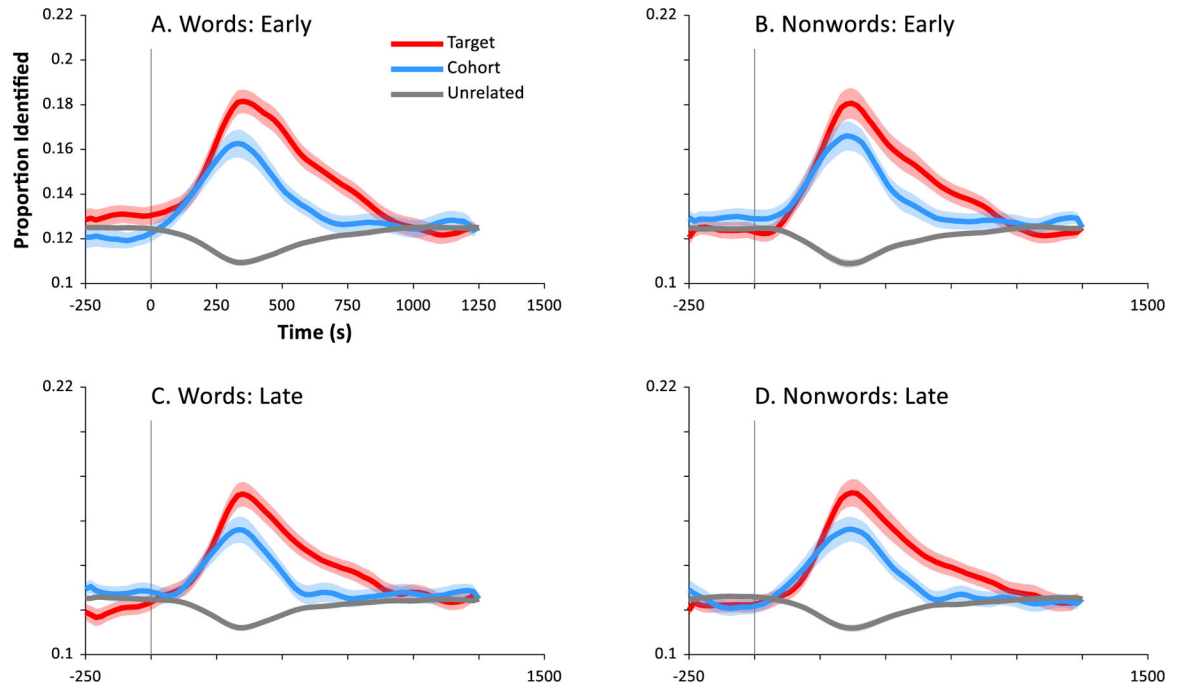 A. Words: Early
B. Nonwords: Early
0.22
0.2
0.18
0.16
0.14
0.12
0.1
Proportion Identified
Target
Cohort
Unrelated
-250 0 250 500 750 1000 1250 1500
Time (s)
0.22
0.1
-250 1500
C. Words: Late
D. Nonwords: Late
0.22
0.1
-250 1500
0.22
0.1
-250 1500